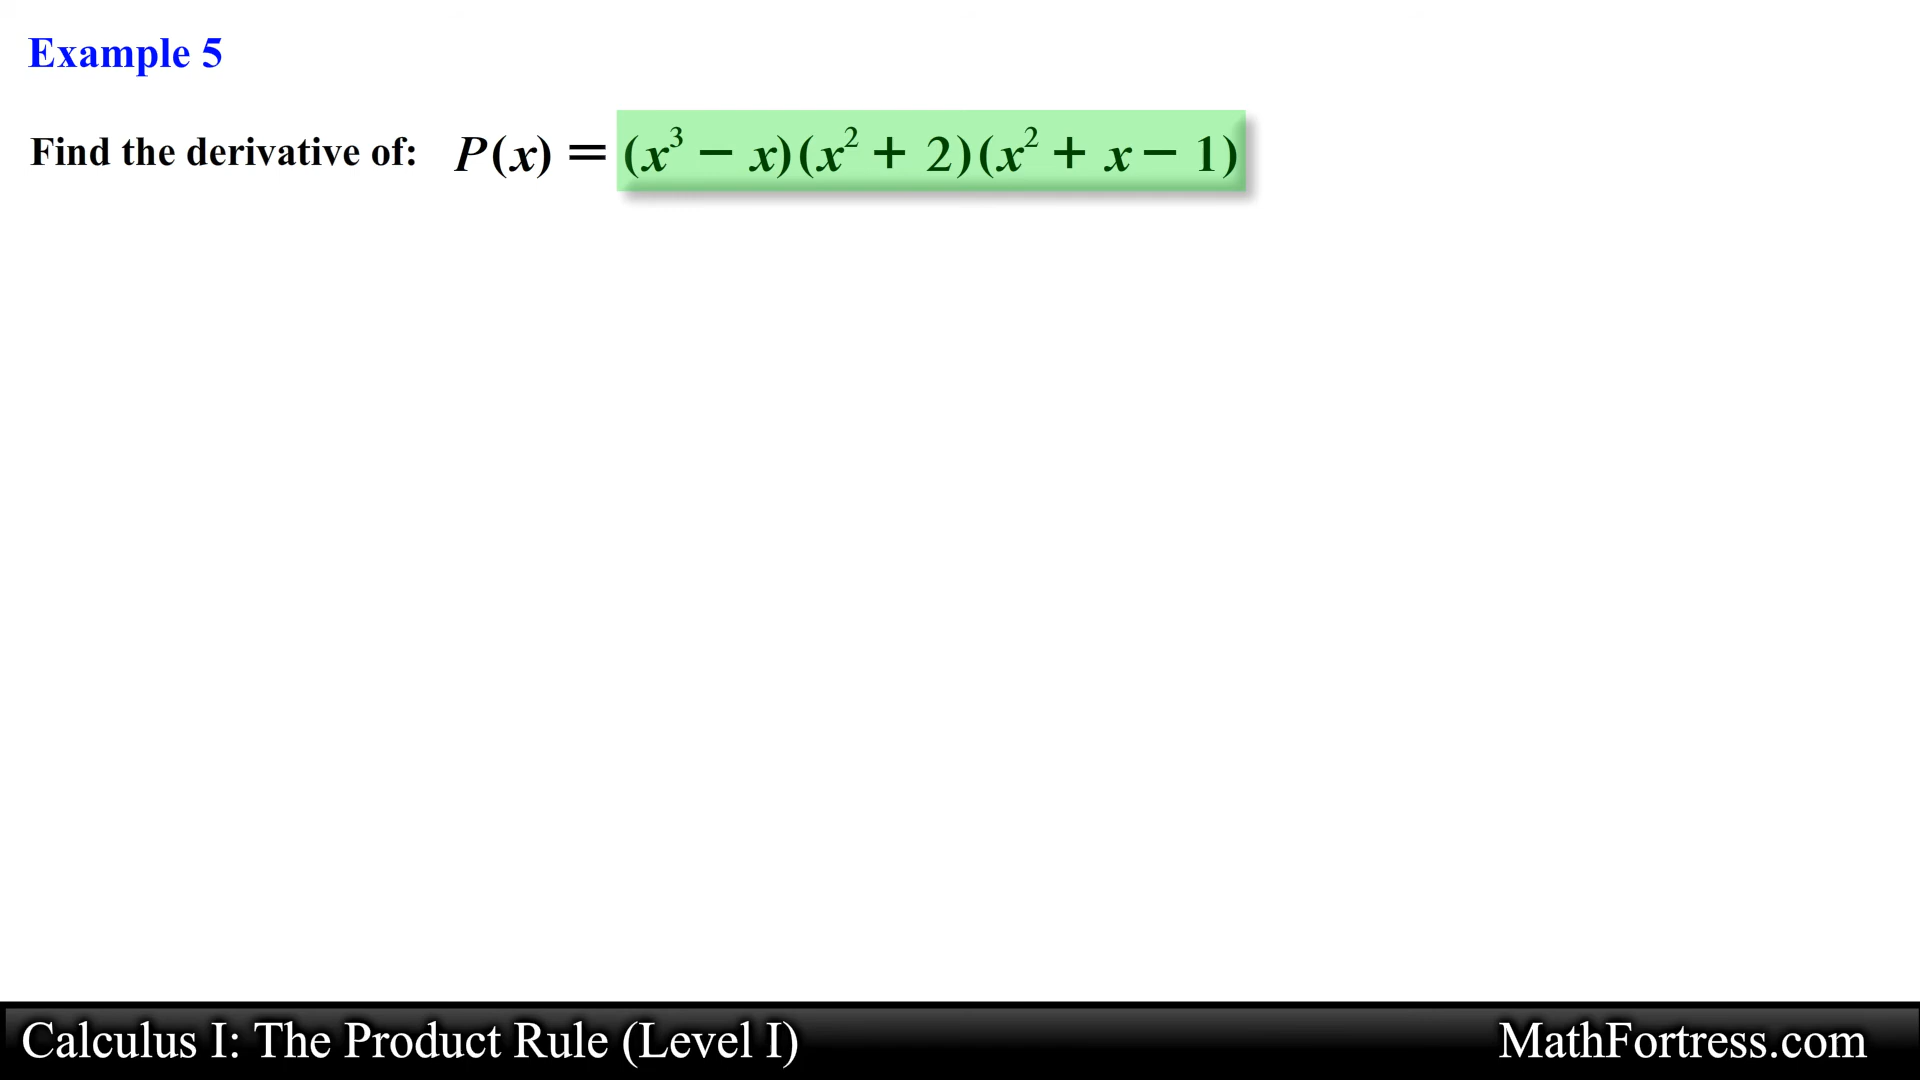 Example 5
Find the derivative of: P(x) = (x³ − x)(x² + 2)(x² + x − 1)
Calculus I: The Product Rule (Level I) MathFortress.com